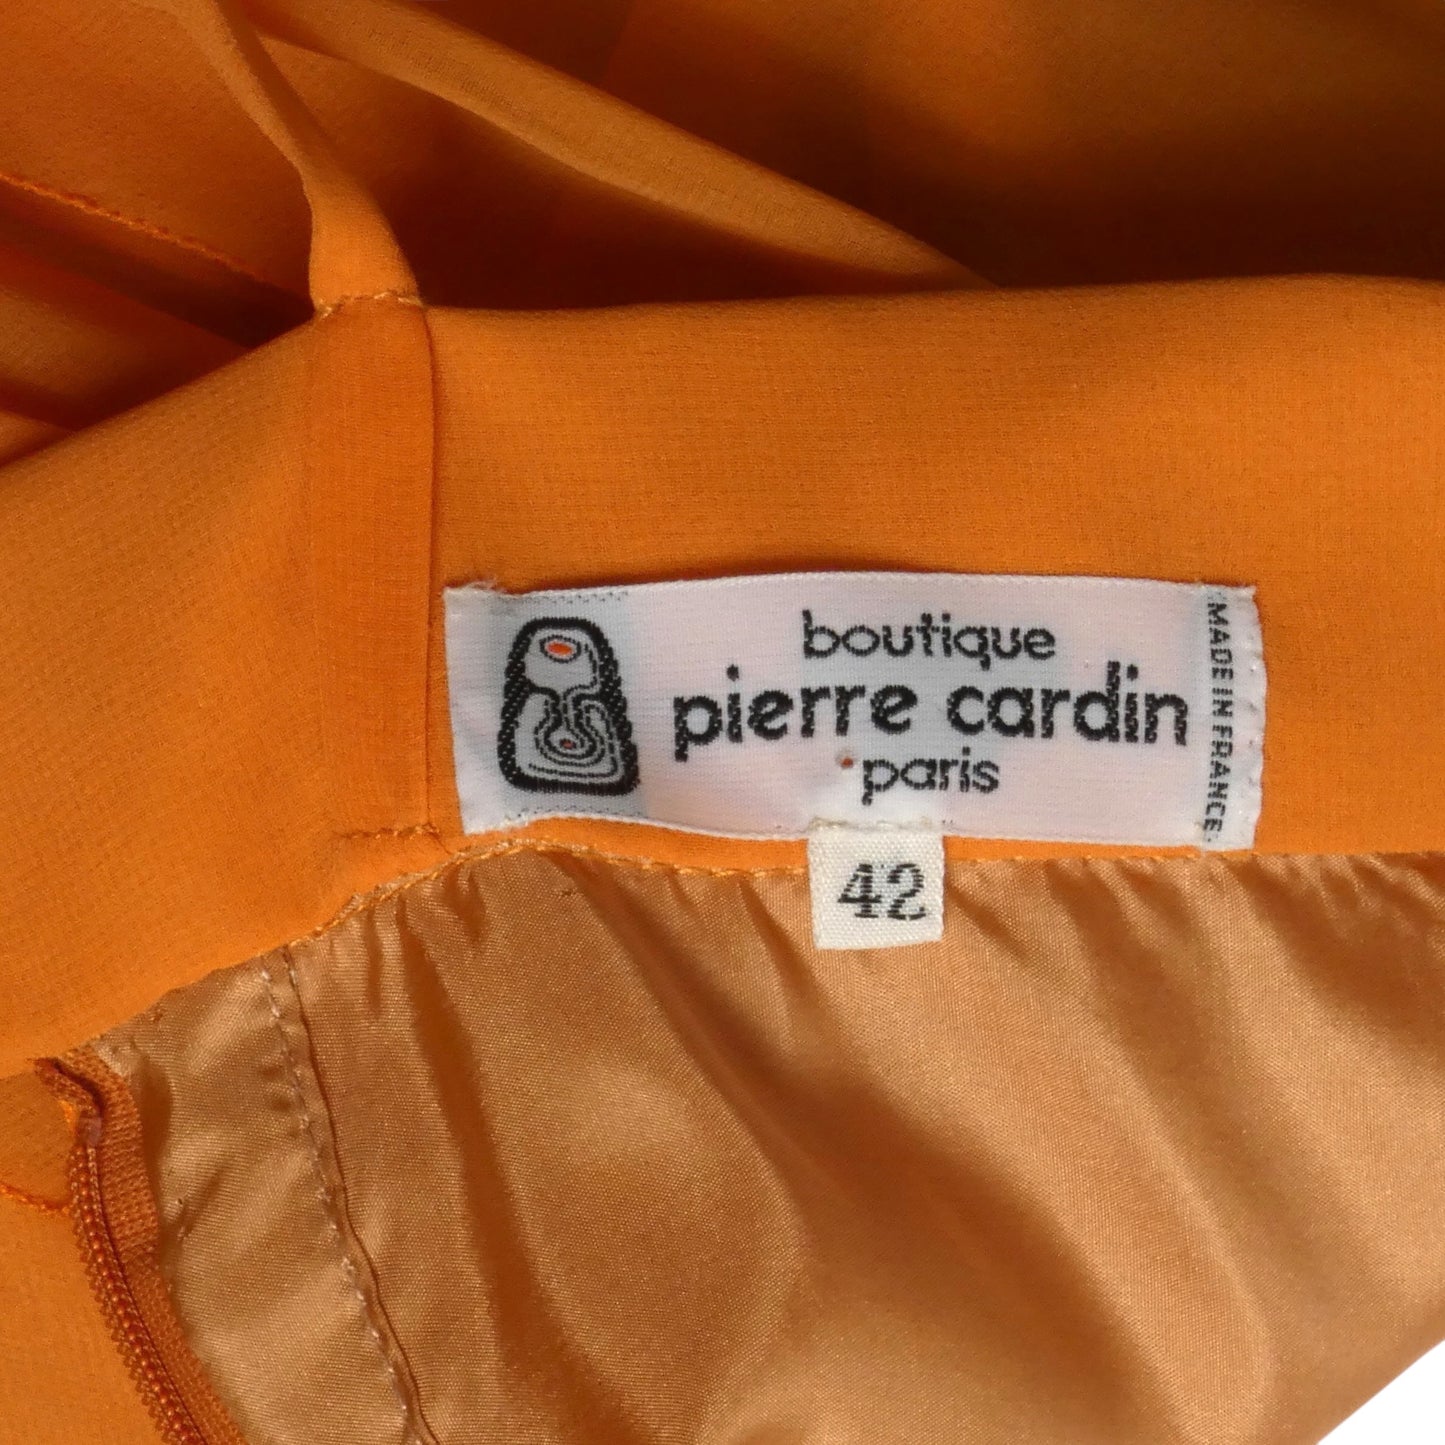 boutique
pierre cardin
paris
MADE IN FRANCE
42